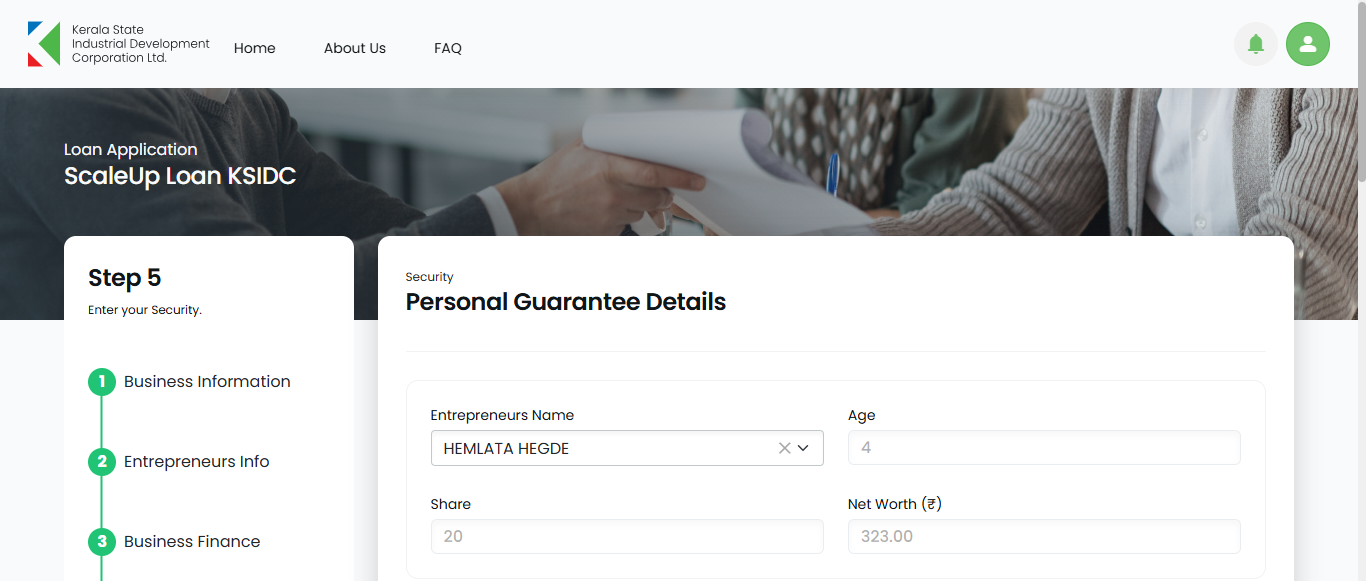 Kerala State
Industrial Development
Corporation Ltd.
Home
About Us
FAQ
Loan Application
ScaleUp Loan KSIDC
Step 5
Enter your Security.
1 Business Information
2 Entrepreneurs Info
3 Business Finance
Security
Personal Guarantee Details
Entrepreneurs Name
HEMLATA HEGDE
Age
4
Share
20
Net Worth (₹)
323.00